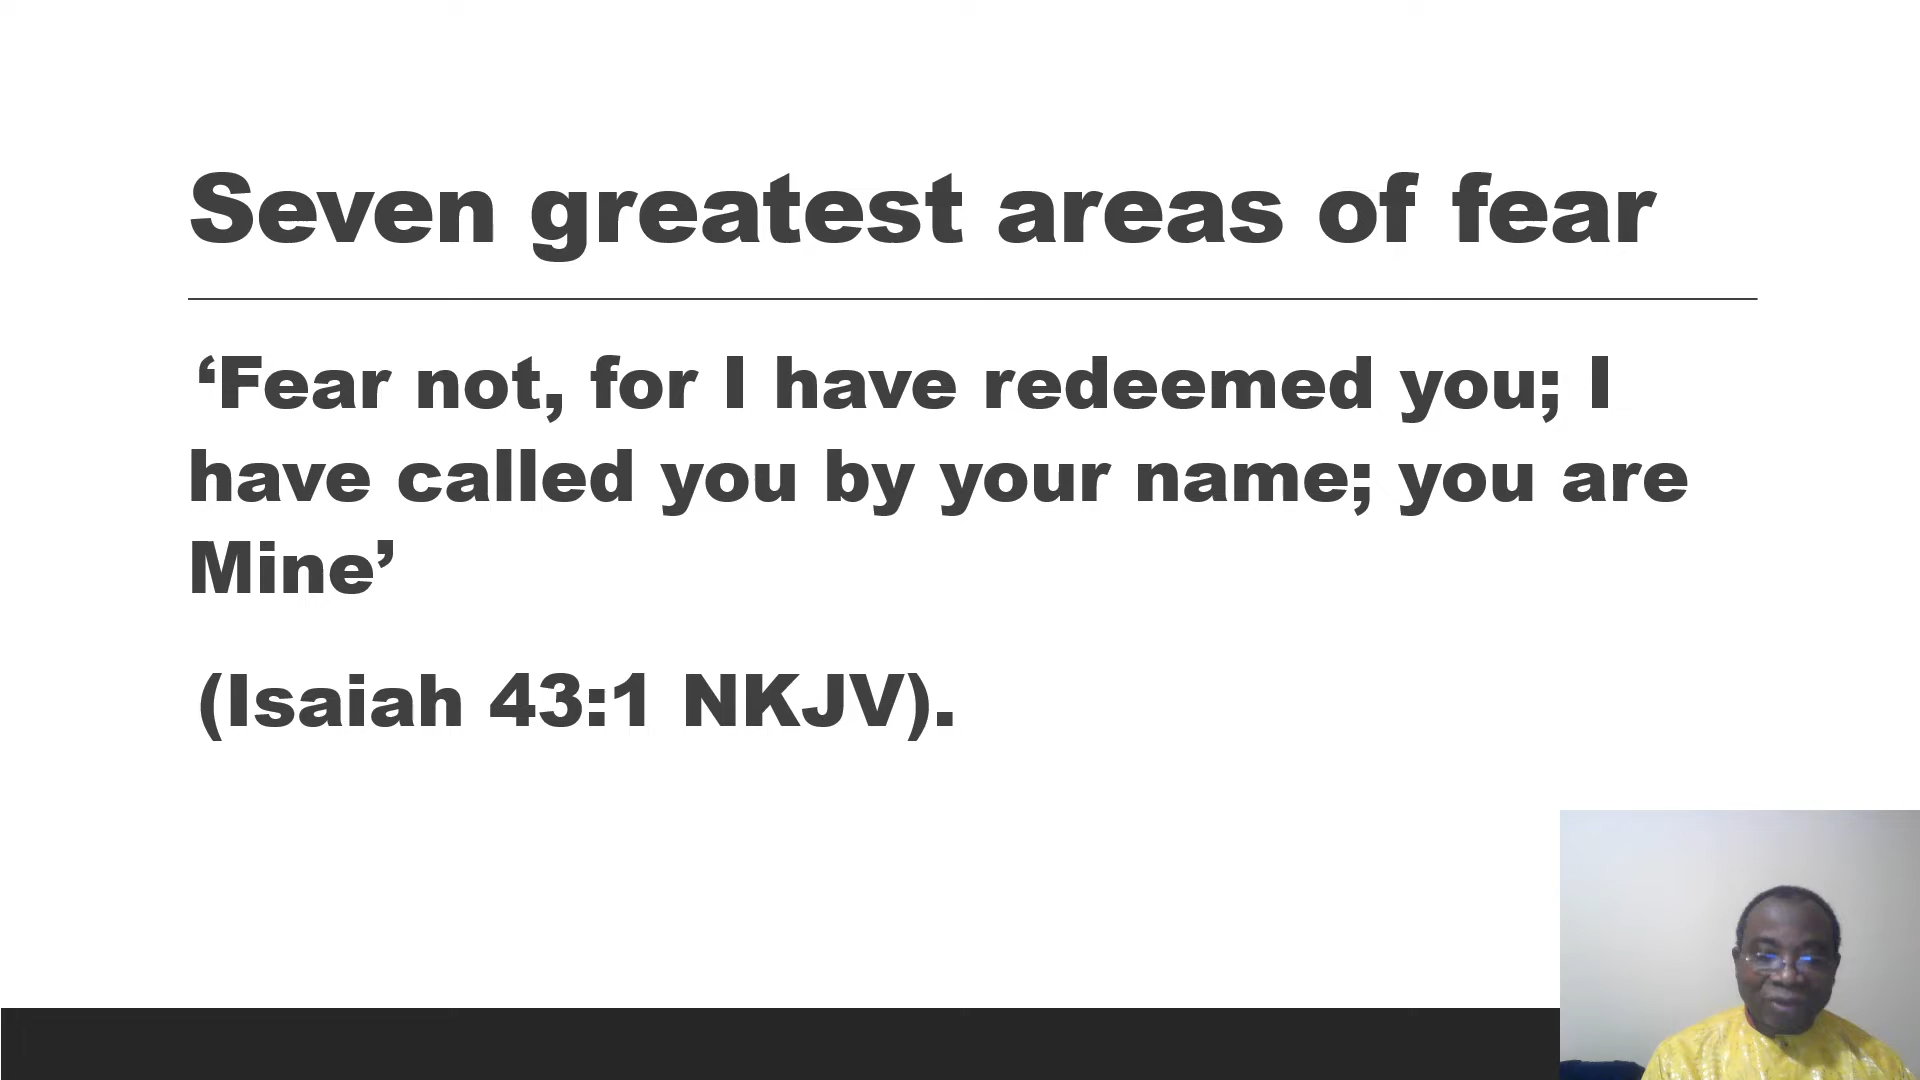 Seven greatest areas of fear
‘Fear not, for I have redeemed you; I
have called you by your name; you are
Mine’
(Isaiah 43:1 NKJV).